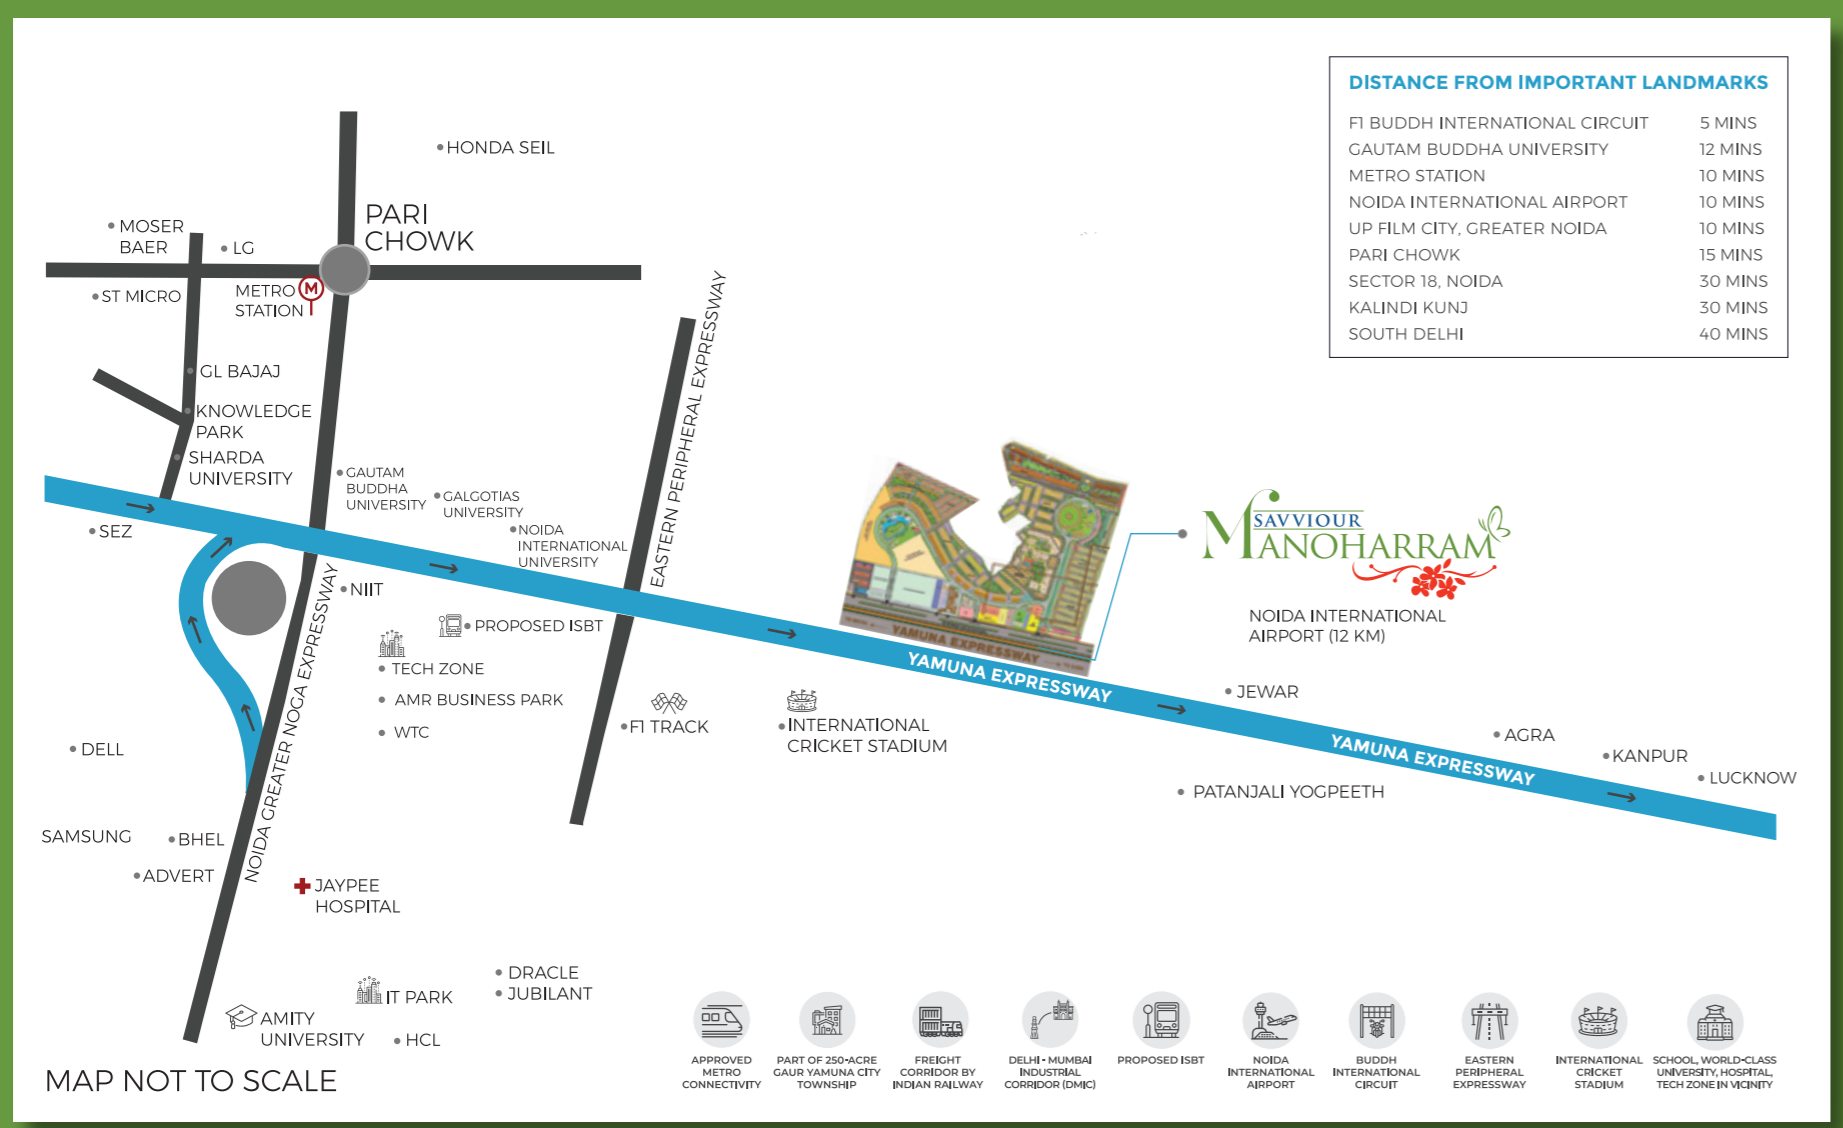 DISTANCE FROM IMPORTANT LANDMARKS
F1 BUDDH INTERNATIONAL CIRCUIT 5 MINS
GAUTAM BUDDHA UNIVERSITY 12 MINS
METRO STATION 10 MINS
NOIDA INTERNATIONAL AIRPORT 10 MINS
UP FILM CITY, GREATER NOIDA 10 MINS
PARI CHOWK 15 MINS
SECTOR 18, NOIDA 30 MINS
KALINDI KUNJ 30 MINS
SOUTH DELHI 40 MINS
HONDA SEIL
PARI
CHOWK
MOSER
BAER
LG
ST MICRO
METRO
STATION
M
GL BAJAJ
KNOWLEDGE
PARK
SHARDA
UNIVERSITY
GAUTAM
BUDDHA
UNIVERSITY
GALGOTIAS
UNIVERSITY
NOIDA
INTERNATIONAL
UNIVERSITY
EASTERN PERIPHERAL EXPRESSWAY
SEZ
NIIT
PROPOSED ISBT
TECH ZONE
AMR BUSINESS PARK
WTC
NOIDA GREATER NOGA EXPRESSWAY
F1 TRACK
INTERNATIONAL
CRICKET STADIUM
YAMUNA EXPRESSWAY
YAMUNA EXPRESSWAY
YAMUNA EXPRESSWAY
SAVVIOUR
MANOHARRAM
NOIDA INTERNATIONAL
AIRPORT (12 KM)
JEWAR
AGRA
KANPUR
LUCKNOW
PATANJALI YOGPEETH
DELL
SAMSUNG
BHEL
ADVERT
JAYPEE
HOSPITAL
DRACLE
JUBILANT
IT PARK
AMITY
UNIVERSITY
HCL
MAP NOT TO SCALE
APPROVED
METRO
CONNECTIVITY
PART OF 250-ACRE
GAUR YAMUNA CITY
TOWNSHIP
FREIGHT
CORRIDOR BY
INDIAN RAILWAY
DELHI - MUMBAI
INDUSTRIAL
CORRIDOR (DMIC)
PROPOSED ISBT
NOIDA
INTERNATIONAL
AIRPORT
BUDDH
INTERNATIONAL
CIRCUIT
EASTERN
PERIPHERAL
EXPRESSWAY
INTERNATIONAL
CRICKET
STADIUM
SCHOOL, WORLD-CLASS
UNIVERSITY, HOSPITAL,
TECH ZONE IN VICINITY